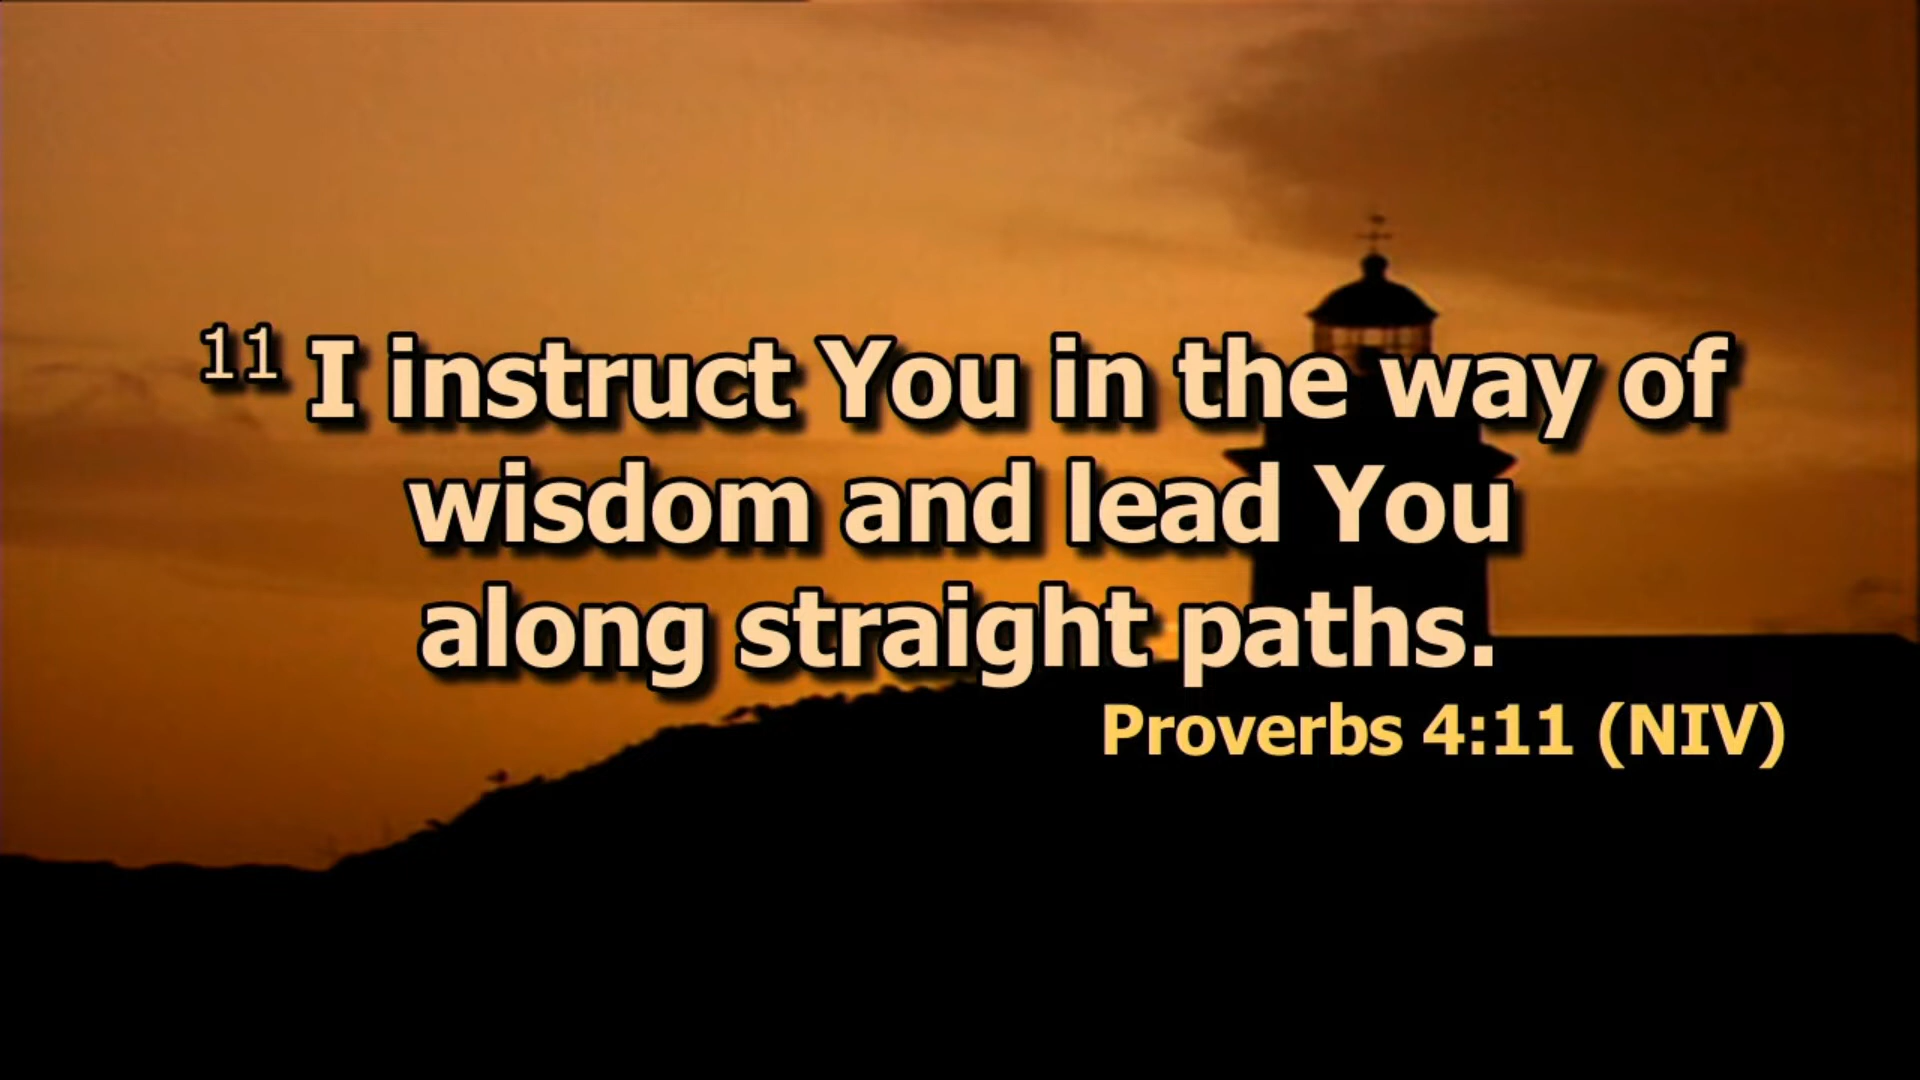 11 I instruct You in the way of
wisdom and lead You
along straight paths.
Proverbs 4:11 (NIV)